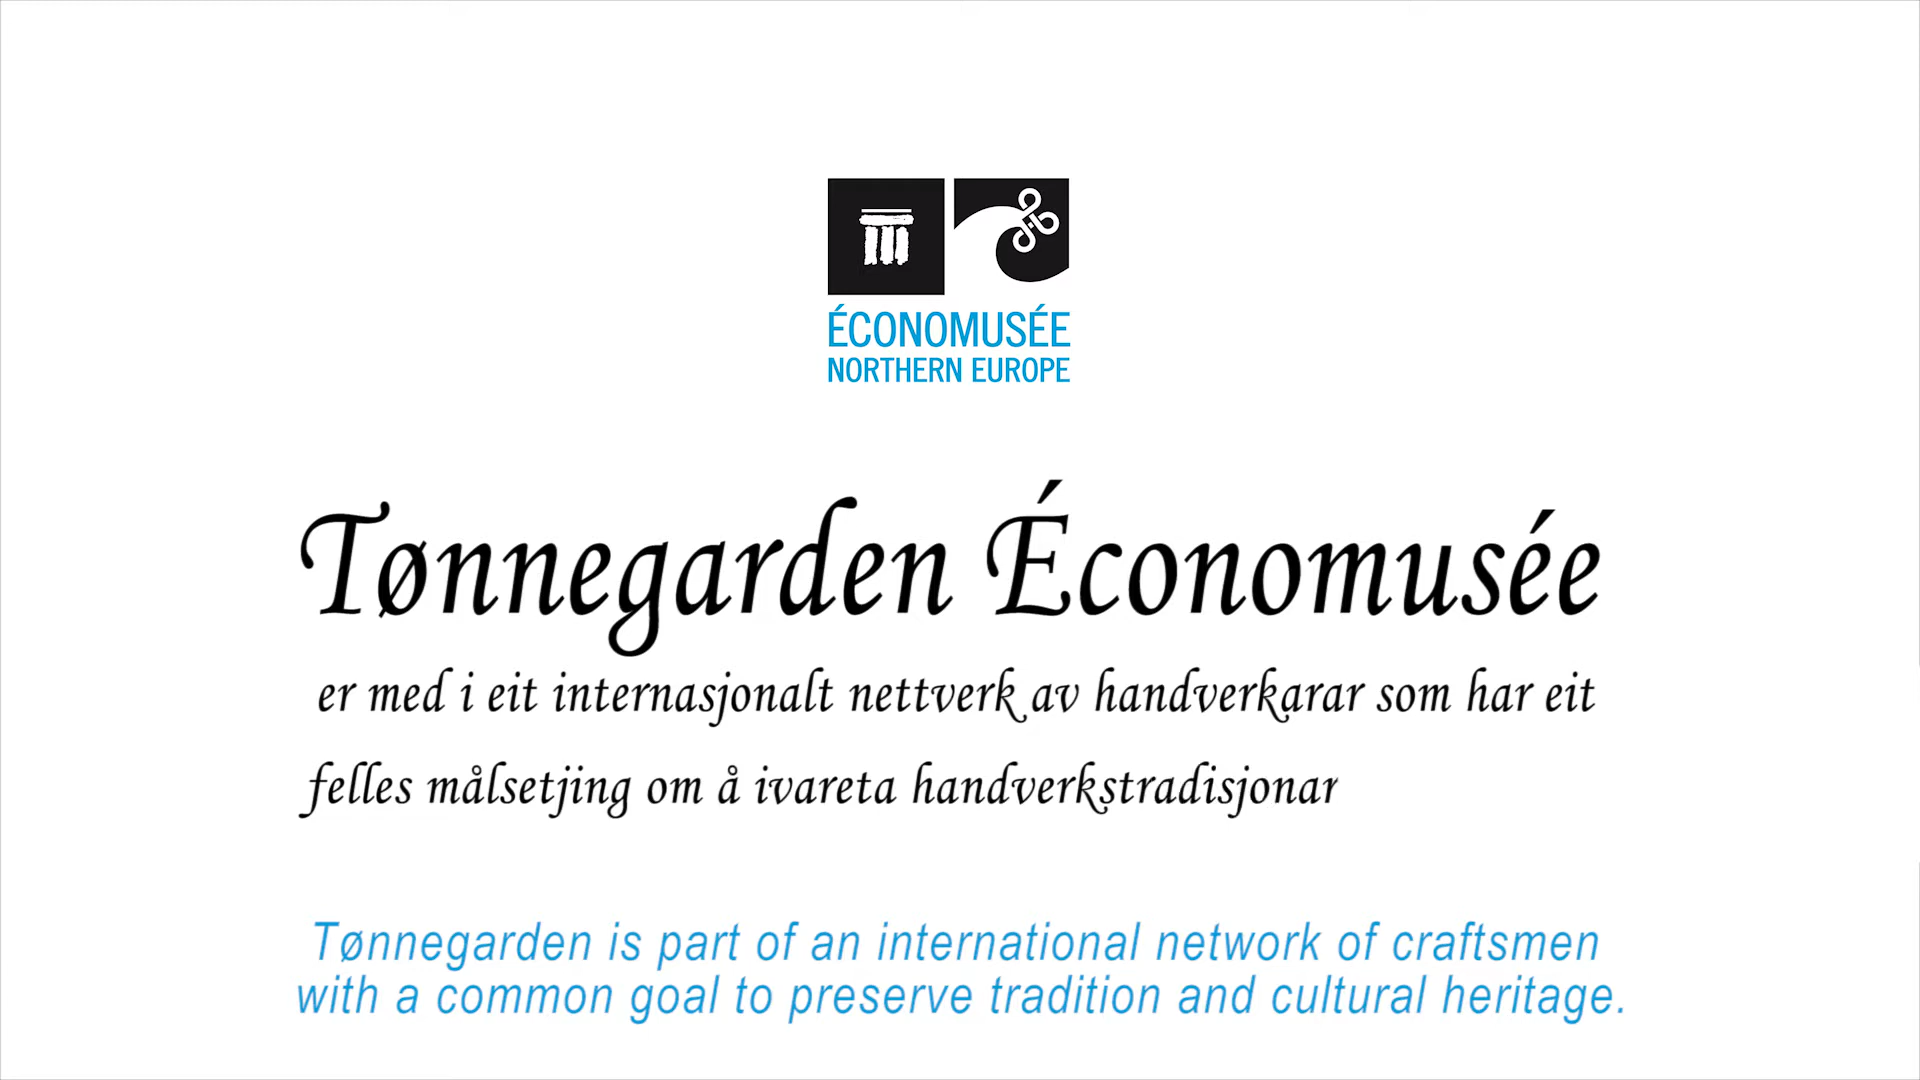 ÉCONOMUSÉE
NORTHERN EUROPE
Tønnegarden Économusée
er med i eit internasjonalt nettverk av handverkarar som har eit
felles målsetjing om å ivareta handverkstradisjonar
Tønnegarden is part of an international network of craftsmen
with a common goal to preserve tradition and cultural heritage.